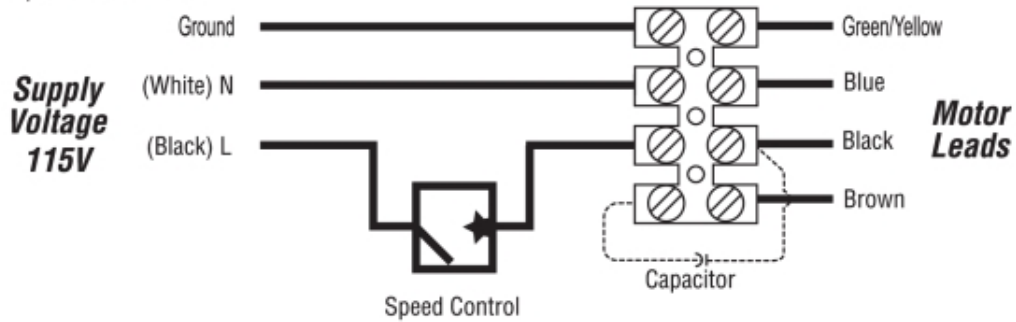 Ground
(White) N
(Black) L
Supply
Voltage
115V
Speed Control
Green/Yellow
Blue
Black
Brown
Motor
Leads
Capacitor